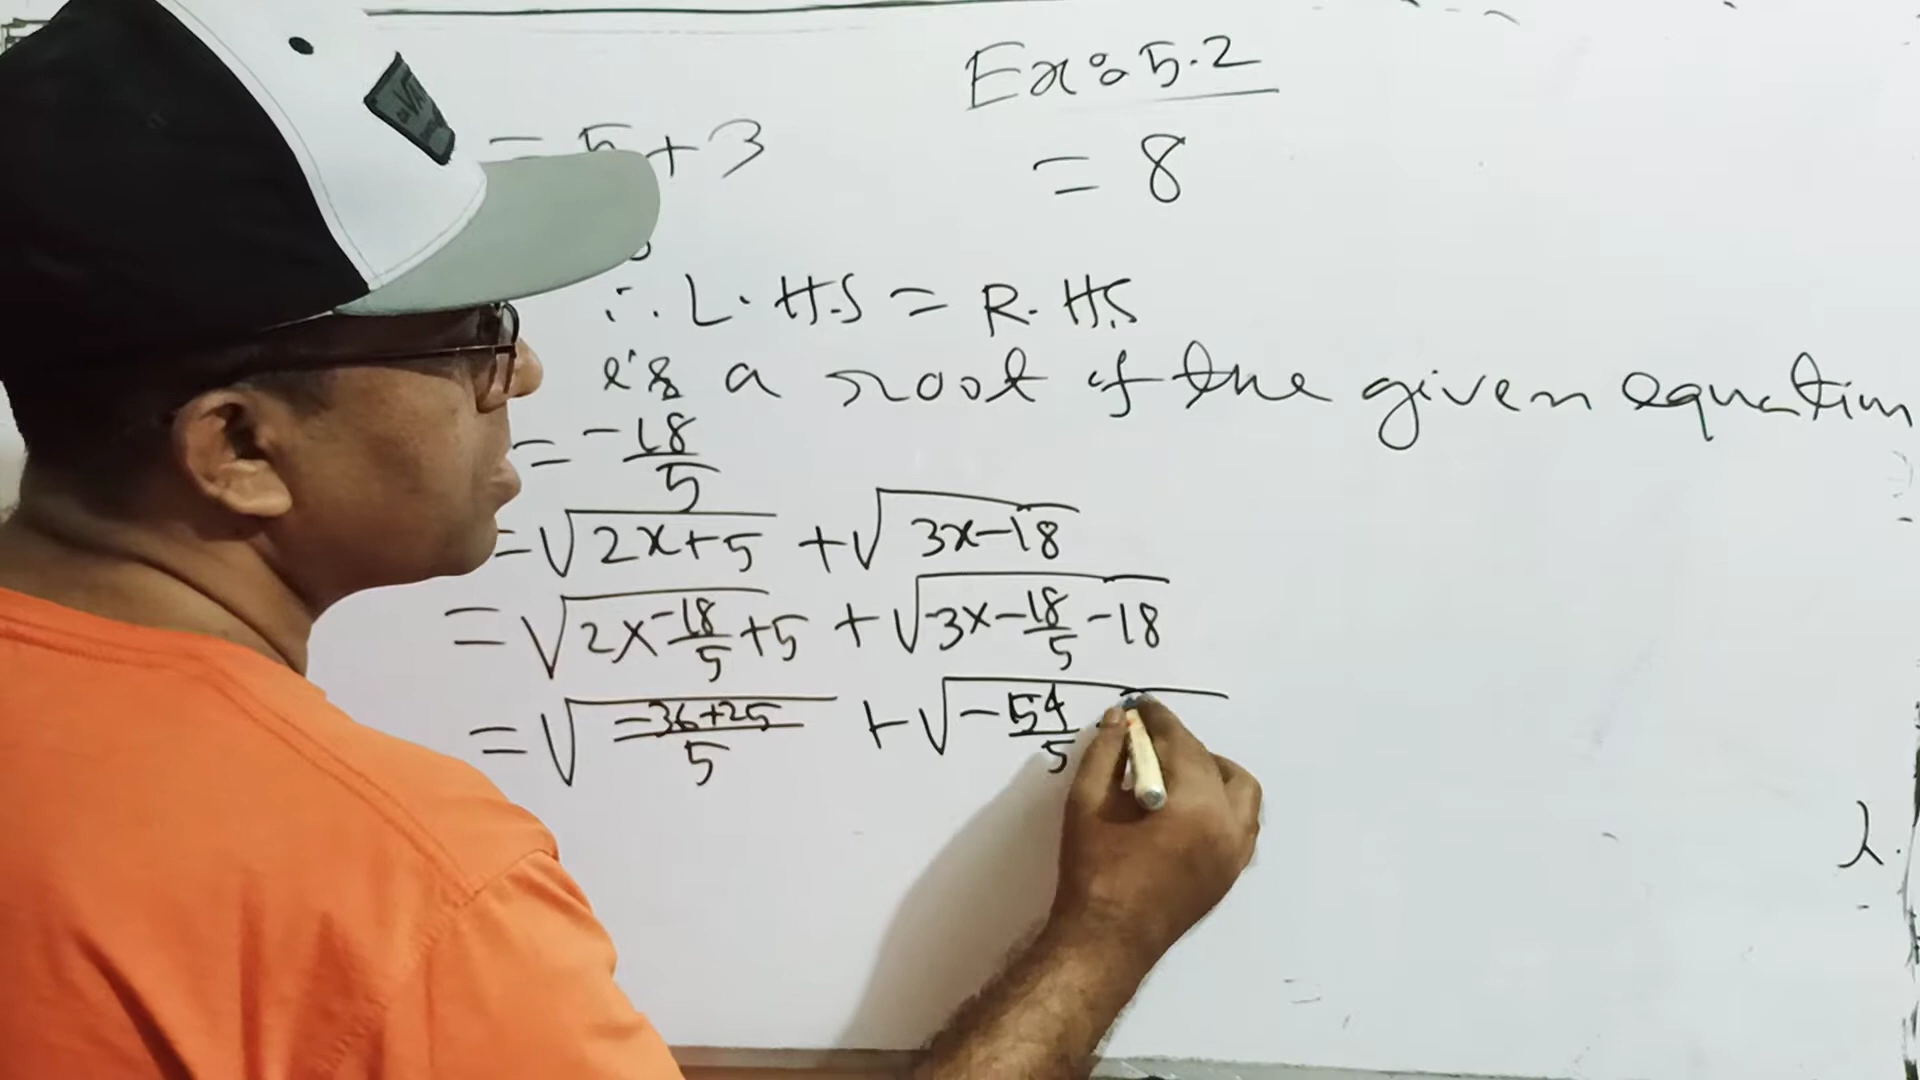 Ex: 5.2
= 5 + 3
= 8
∴ L.H.S = R.H.S
is a root of the given equation
= -18/5
= √(2x+5) + √(3x-18)
= √(2x -18/5 +5) + √(3x -18/5 -18)
= √((-36+25)/5) + √(-54/5 -